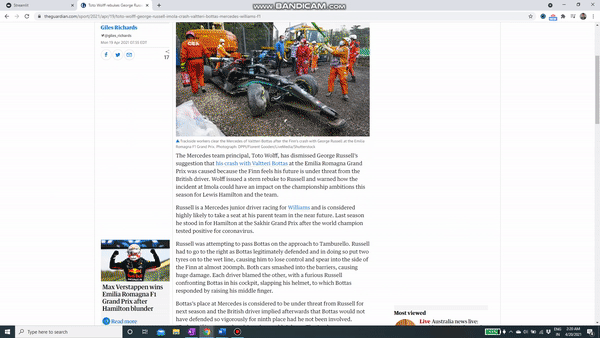 Streamlit
Toto Wolff rebukes George Russ
www.BANDICAM.com
theguardian.com/sport/2021/apr/19/toto-wolff-george-russell-imola-crash-valtteri-bottas-mercedes-williams-f1
Giles Richards
@giles_richards
Mon 19 Apr 2021
17
Trackside workers clear the Mercedes of Valtteri Bottas after the Finn's crash with George Russell at the Emilia
Romagna F1 Grand Prix. Photograph:
The Mercedes team principal, Toto Wolff, has dismissed George Russell's
suggestion that his crash with Valtteri Bottas at the Emilia Romagna Grand
Prix was caused because the Finn feels his future is under threat from the
British driver. Wolff issued a stern rebuke to Russell and warned how the
incident at Imola could have an impact on the championship ambitions this
season for Lewis Hamilton and the team.
Russell is a Mercedes junior driver racing for Williams and is considered
highly likely to take a seat at his parent team in the near future. Last season
he stood in for Hamilton at the Sakhir Grand Prix after the world champion
tested positive for coronavirus.
Russell was attempting to pass Bottas on the approach to Tamburello. Russell
had to go to the right as Bottas legitimately defended and in doing so put two
tyres on to the wet line, causing him to lose control and spear into the side of
the Finn at almost 200mph. Both cars smashed into the barriers, causing
huge damage. Each driver blamed the other, with a furious Russell
confronting Bottas in his cockpit, slapping his helmet, to which Bottas
responded by raising his middle finger.
Bottas's place at Mercedes is considered to be under threat from Russell for
next season and the British driver implied afterwards that Bottas would
not have defended so vigorously for ninth place had he not been involved.
Max Verstappen wins
Emilia Romagna F1
Grand Prix after
Hamilton blunder
Read more
Most viewed
Live Australia news live:
Type here to search
ENG
IN
3:20 AM
4/20/2021